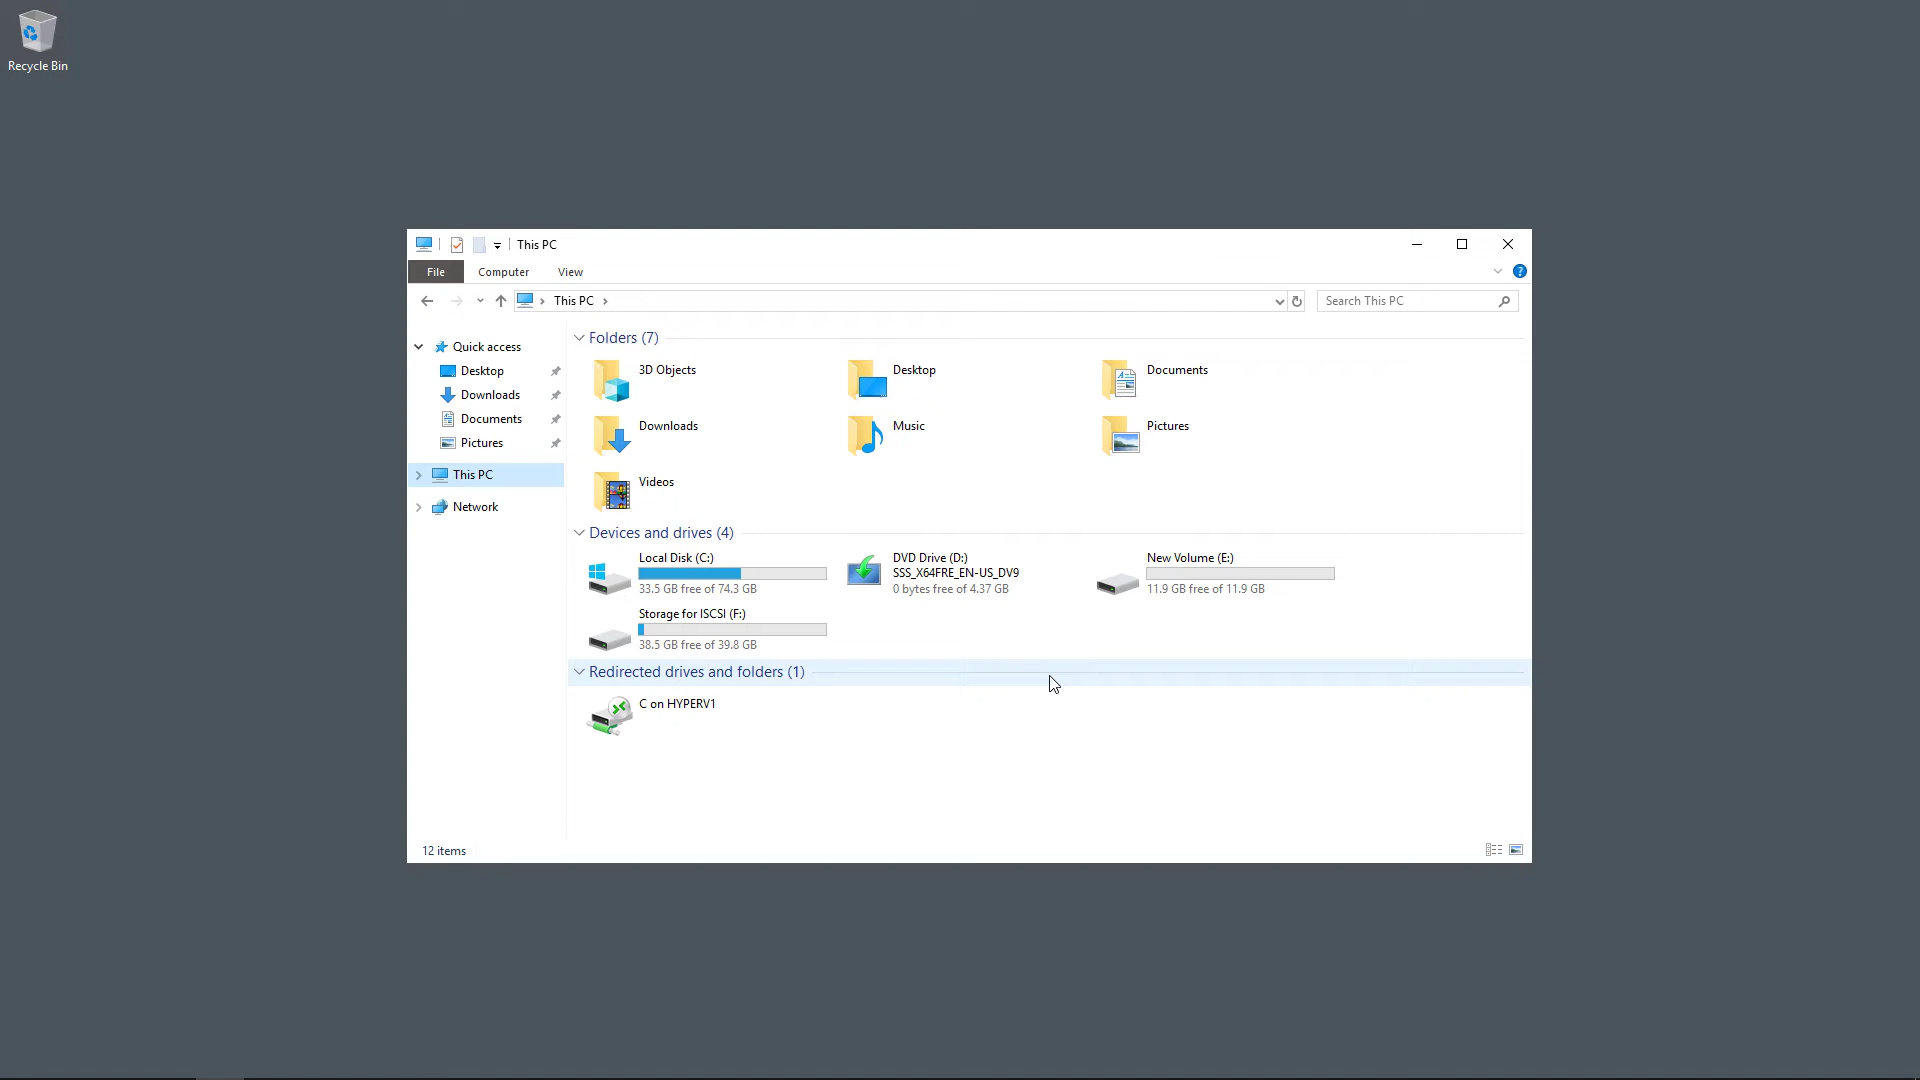 Recycle Bin
This PC
File Computer View
This PC
Search This PC
Quick access
Desktop
Downloads
Documents
Pictures
This PC
Network
Folders (7)
3D Objects
Desktop
Documents
Downloads
Music
Pictures
Videos
Devices and drives (4)
Local Disk (C:)
33.5 GB free of 74.3 GB
DVD Drive (D:)
SSS_X64FRE_EN-US_DV9
0 bytes free of 4.37 GB
New Volume (E:)
11.9 GB free of 11.9 GB
Storage for ISCSI (F:)
38.5 GB free of 39.8 GB
Redirected drives and folders (1)
C on HYPERV1
12 items